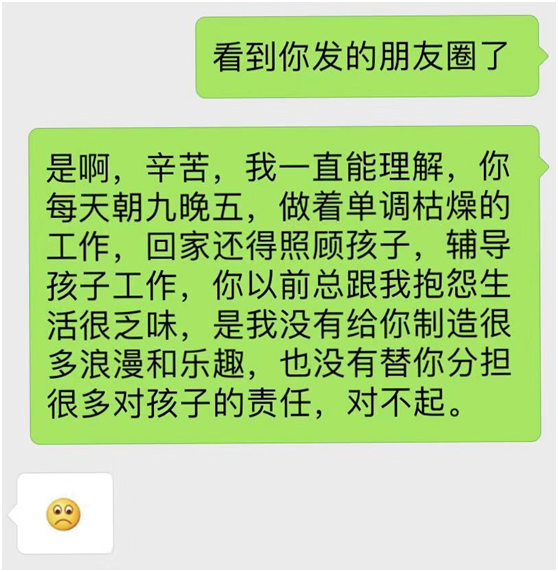 看到你发的朋友圈了
是啊，辛苦，我一直能理解，你
每天朝九晚五，做着单调枯燥的
工作，回家还得照顾孩子，辅导
孩子工作，你以前总跟我抱怨生
活很乏味，是我没有给你制造很
多浪漫和乐趣，也没有替你分担
很多对孩子的责任，对不起。